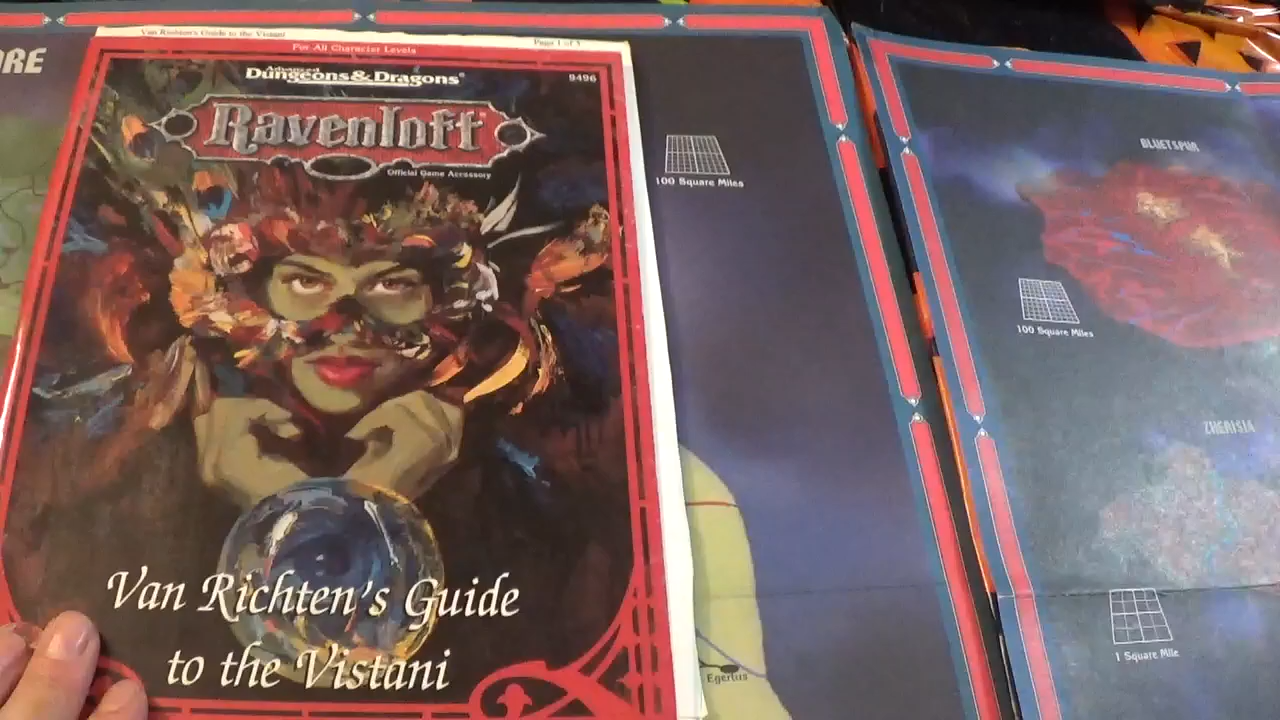 ORE
Van Richten's Guide to the Vistani
Page 1 of 3
For All Character Levels
Advanced
Dungeons & Dragons
9496
Ravenloft
Official Game Accessory
Van Richten's Guide
to the Vistani
100 Square Miles
Egertus
BLUETSPUR
100 Square Miles
ZHERISIA
1 Square Mile